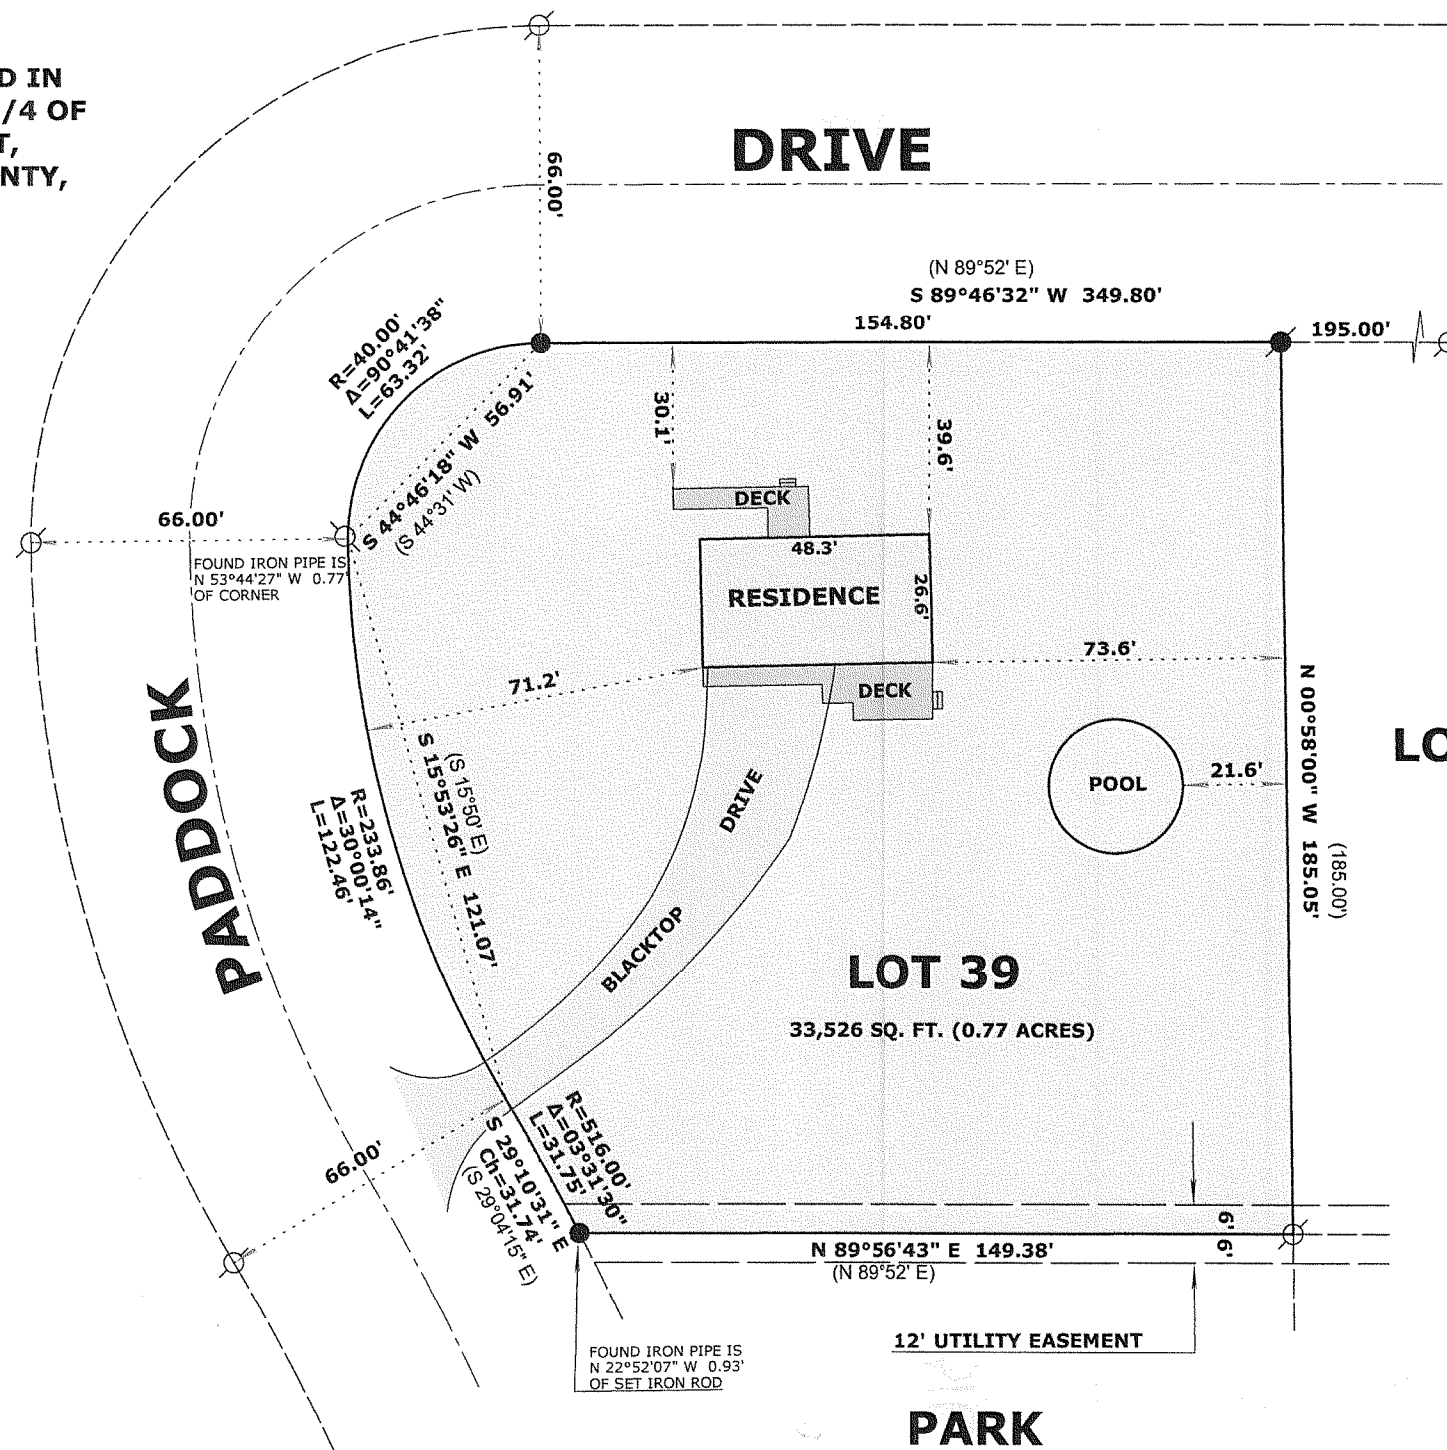 D IN
/4 OF
T,
NTY,
DRIVE
66.00'
(N 89°52' E)
S 89°46'32" W 349.80'
154.80'
195.00'
R=40.00'
Δ=90°41'38"
L=63.32'
S 44°46'18" W 56.91'
(S 44°31' W)
30.1'
39.6'
DECK
66.00'
FOUND IRON PIPE IS
N 53°44'27" W 0.77'
OF CORNER
48.3'
RESIDENCE
26.6'
73.6'
71.2'
DECK
PADDOCK
(S 15°50' E)
S 15°53'26" E 121.07'
R=233.86'
Δ=30°00'14"
L=122.46'
DRIVE
BLACKTOP
POOL
21.6'
N 00°58'00" W 185.05'
(185.00')
LO
LOT 39
33,526 SQ. FT. (0.77 ACRES)
66.00'
R=516.00'
Δ=03°31'30"
L=31.75'
S 29°10'31" E
Ch=31.74'
(S 29°04'15" E)
6'
6'
N 89°56'43" E 149.38'
(N 89°52' E)
12' UTILITY EASEMENT
FOUND IRON PIPE IS
N 22°52'07" W 0.93'
OF SET IRON ROD
PARK